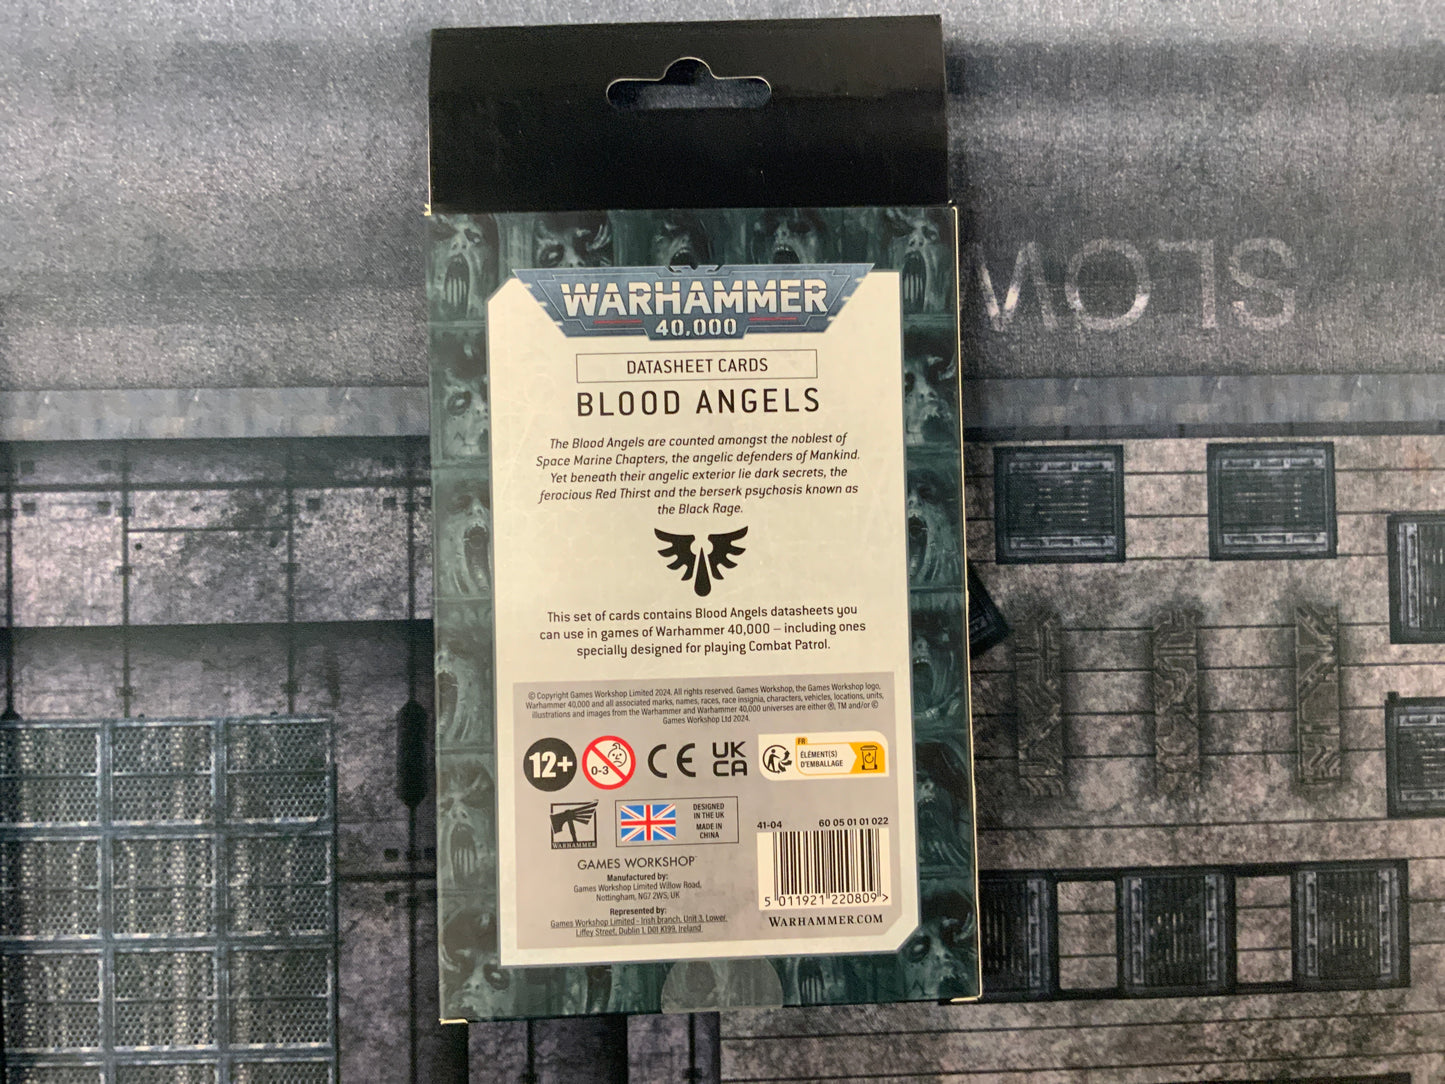 WARHAMMER
40,000
DATASHEET CARDS
BLOOD ANGELS
The Blood Angels are counted amongst the noblest of
Space Marine Chapters, the angelic defenders of Mankind.
Yet beneath their angelic exterior lie dark secrets, the
ferocious Red Thirst and the berserk psychosis known as
the Black Rage.
This set of cards contains Blood Angels datasheets you
can use in games of Warhammer 40,000 – including ones
specially designed for playing Combat Patrol.
© Copyright Games Workshop Limited 2024. All rights reserved. Games Workshop, the Games Workshop logo,
Warhammer 40,000 and all associated marks, names, races, race insignia, characters, vehicles, locations, units,
illustrations and images from the Warhammer and Warhammer 40,000 universes are either ®, TM and/or ©
Games Workshop Ltd 2024.
12+
0-3
CE
UK
CA
FR
ÉLÉMENT(S)
D'EMBALLAGE
WARHAMMER
DESIGNED
IN THE UK
MADE IN
CHINA
GAMES WORKSHOP™
Manufactured by:
Games Workshop Limited Willow Road,
Nottingham, NG7 2WS, UK
Represented by:
Games Workshop Limited - Irish branch, Unit 3, Lower
Liffey Street, Dublin 1, D01 K199, Ireland
41-04 60 05 01 01 022
5 011921 220809 >
WARHAMMER.COM
SLOW